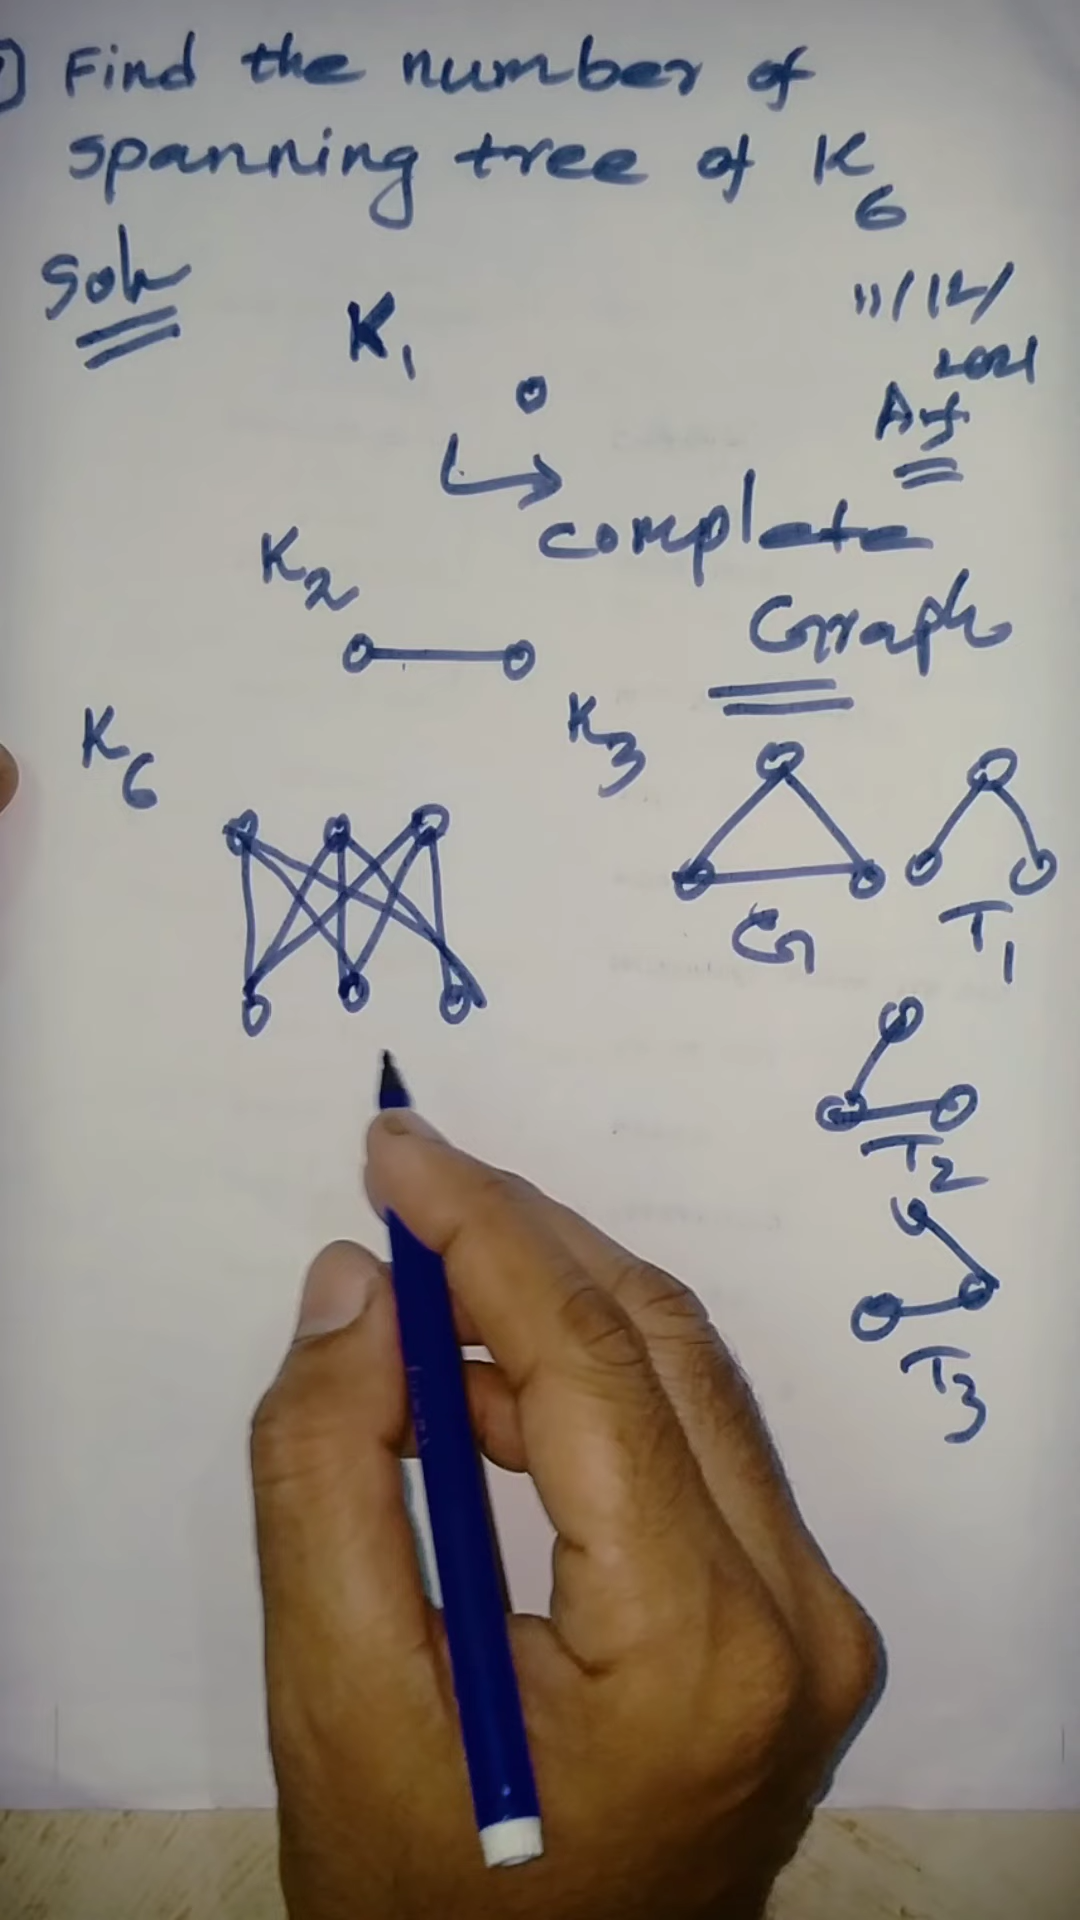 Find the number of
spanning tree of K6
Soln
11/12/
2021
K1
complete
Graph
K2
K6
K3
G
T1
T2
T3